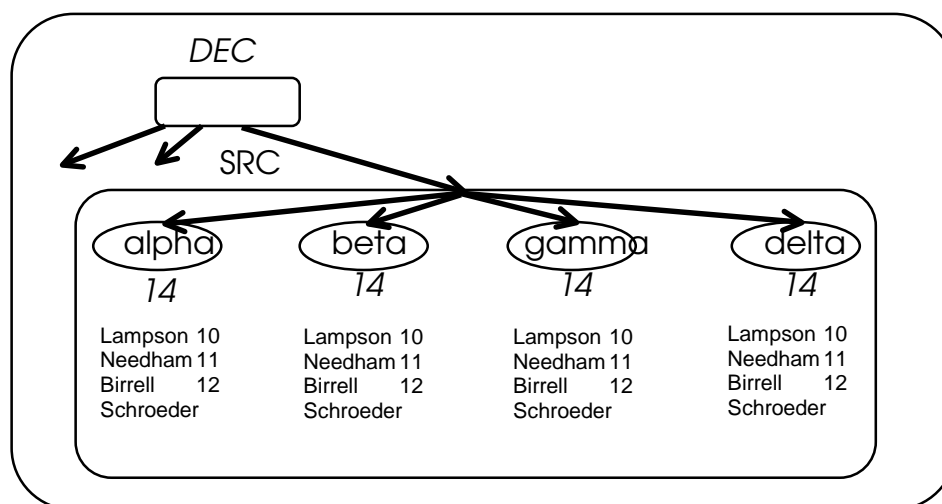 DEC
SRC
alpha beta gamma delta
14 14 14 14
Lampson 10 Lampson 10 Lampson 10 Lampson 10
Needham 11 Needham 11 Needham 11 Needham 11
Birrell 12 Birrell 12 Birrell 12 Birrell 12
Schroeder Schroeder Schroeder Schroeder